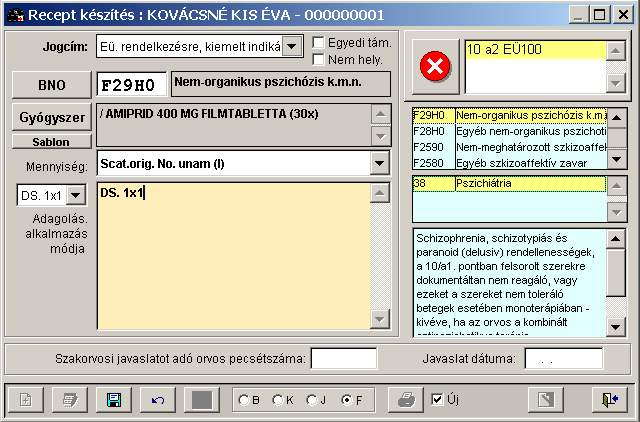 Recept készítés : KOVÁCSNÉ KIS ÉVA - 000000001
Jogcím: Eü. rendelkezésre, kiemelt indiká
Egyedi tám.
Nem hely.
BNO F29H0 Nem-organikus pszichózis k.m.n.
Gyógyszer / AMIPRID 400 MG FILMTABLETTA (30x)
Sablon
Mennyiség: Scat.orig. No. unam (I)
DS. 1x1 DS. 1x1
Adagolás.
alkalmazás
módja
10 a2 EÜ100
F29H0 Nem-organikus pszichózis k.m.
F28H0 Egyéb nem-organikus pszichoti
F2590 Nem-meghatározott szkizoaffek
F2580 Egyéb szkizoaffektív zavar
38 Pszichiátria
Schizophrenia, schizotypiás és
paranoid (delusiv) rendellenességek,
a 10/a1. pontban felsorolt szerekre
dokumentáltan nem reagáló, vagy
ezeket a szereket nem toleráló
betegek esetében monoterápiában -
kivéve, ha az orvos a kombinált
Szakorvosi javaslatot adó orvos pecsétszáma: Javaslat dátuma: . .
B K J F Új